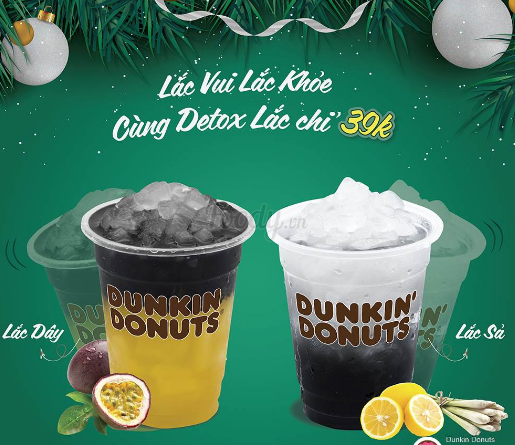 Lắc Vui Lắc Khỏe
Cùng Detox Lắc chỉ 39k
DUNKIN'
DONUTS
DUNKIN'
DONUTS
Lắc Dây
Lắc Sả
Dunkin Donuts